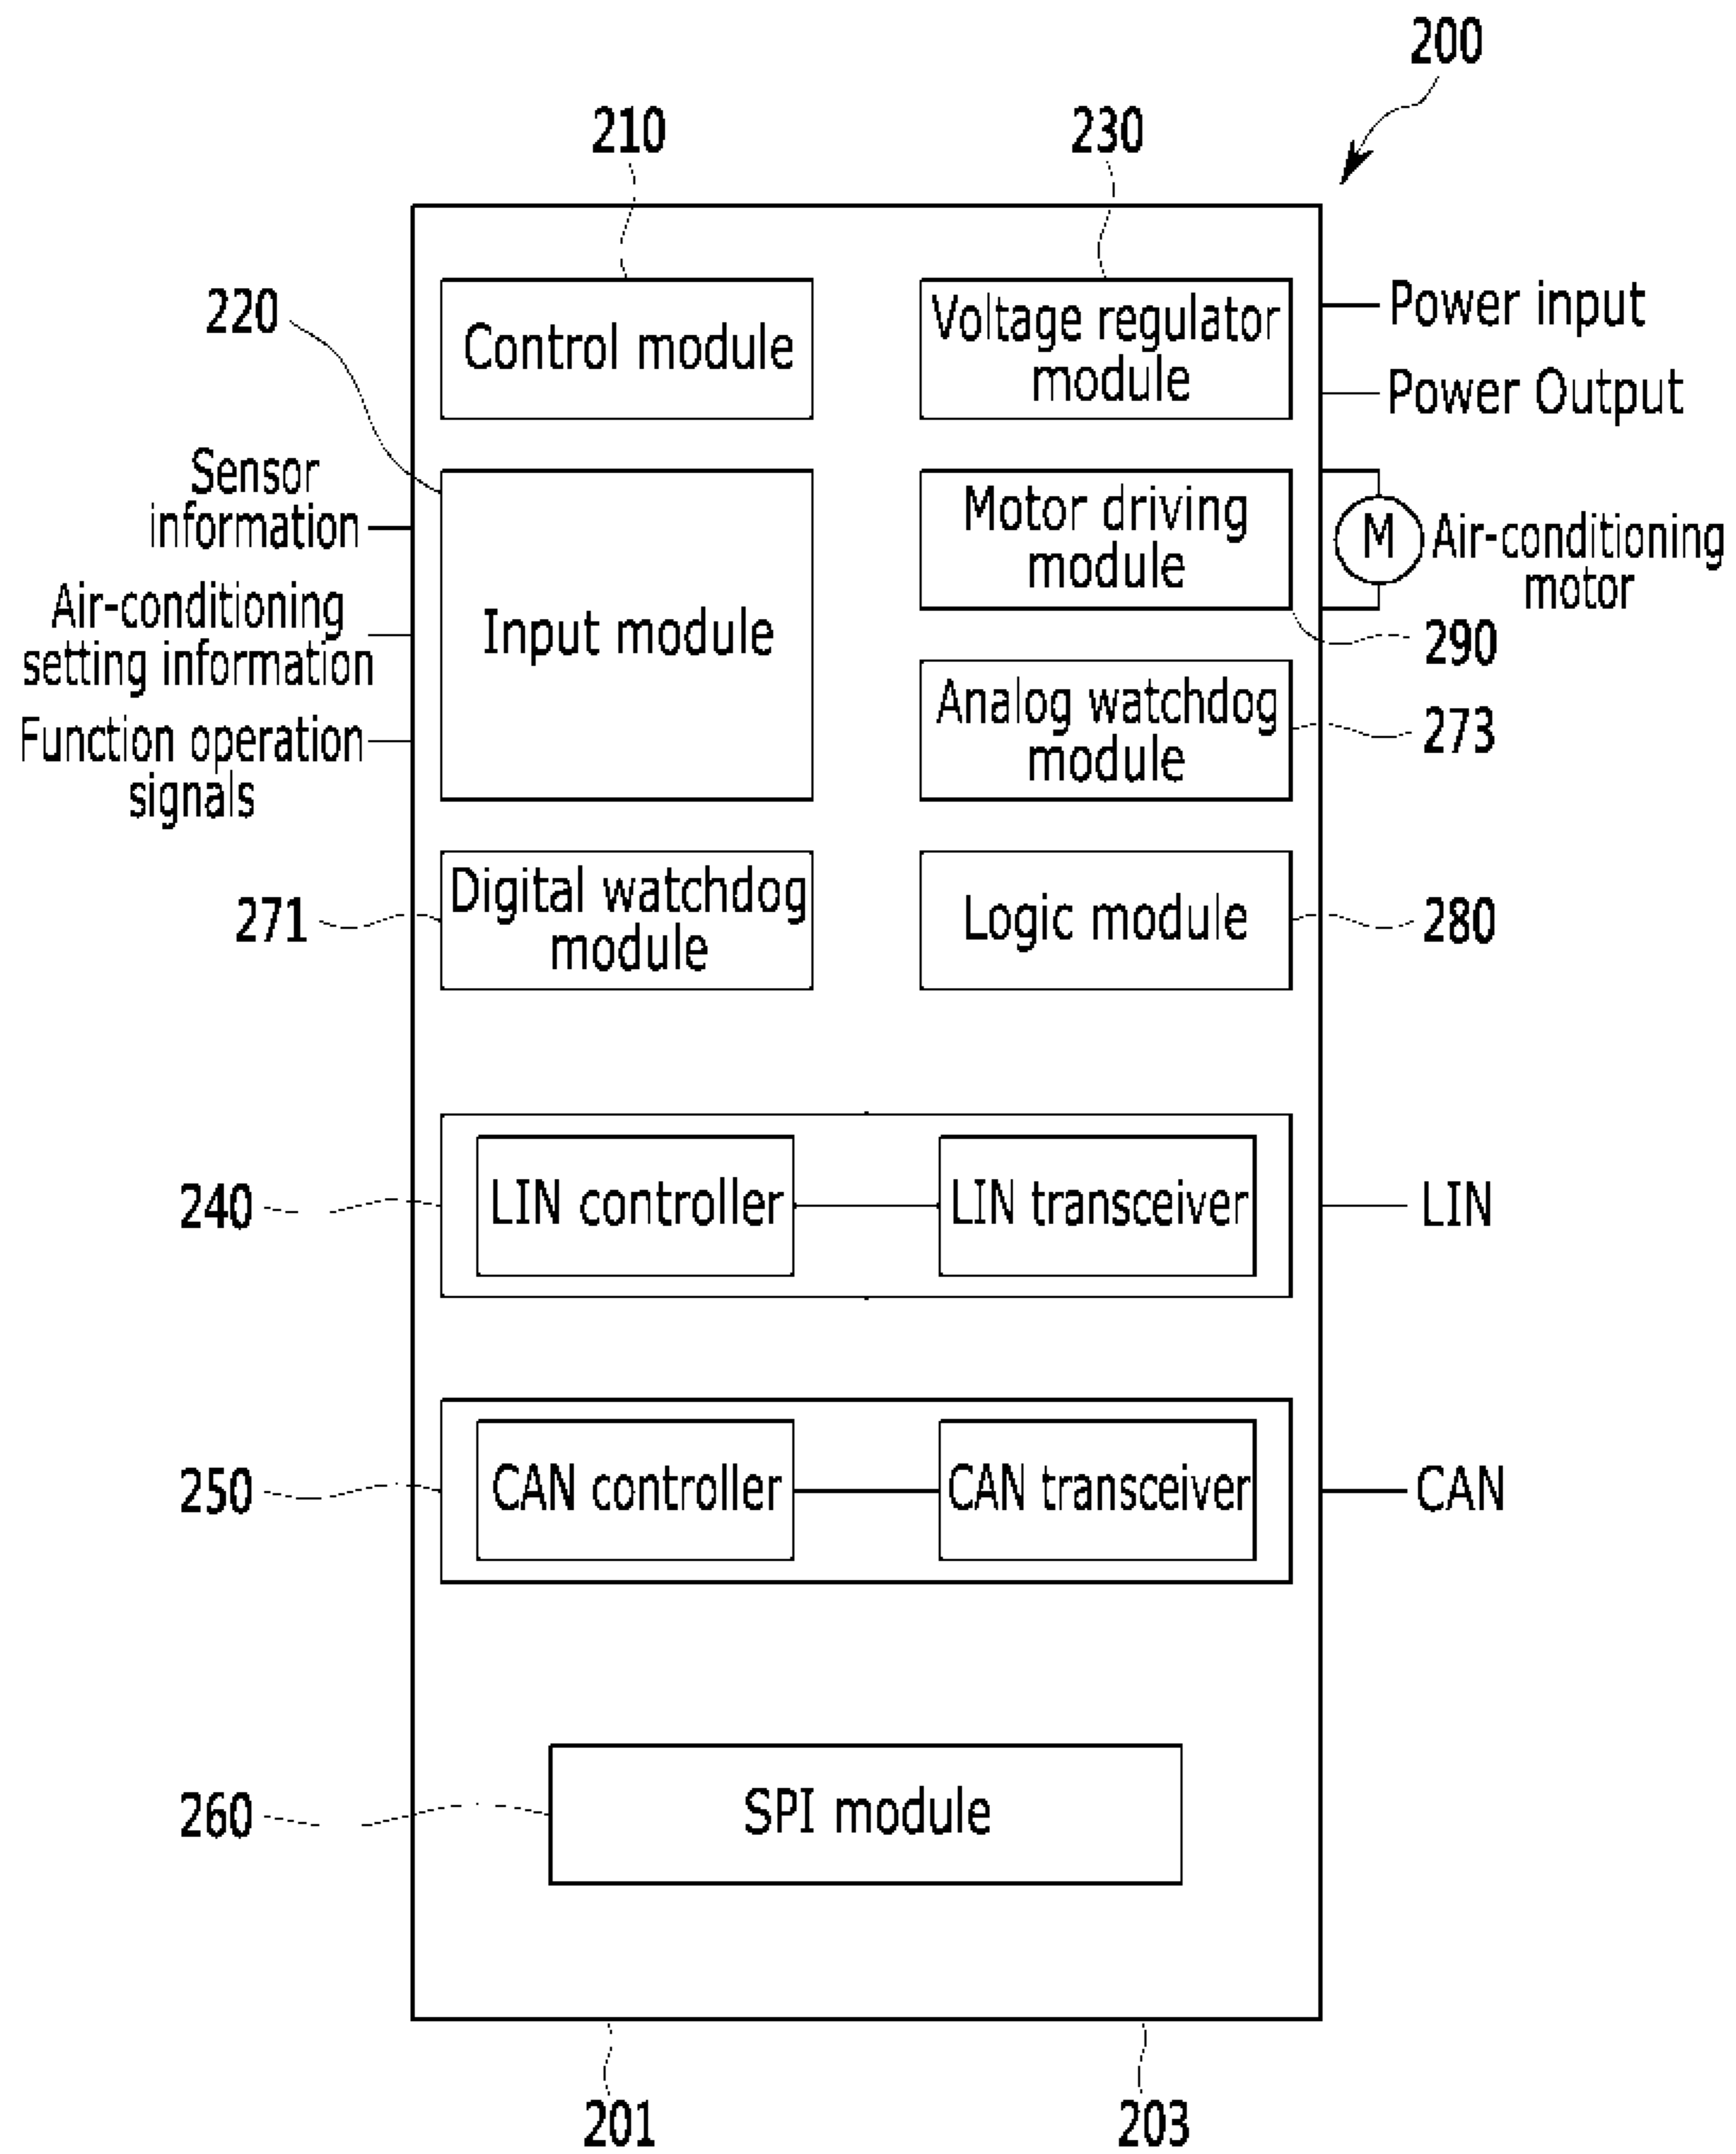 200
210
230
220
Control module
Voltage regulator
module
Power input
Power Output
Sensor
information
Air-conditioning
setting information
Function operation
signals
Input module
Motor driving
module
M
Air-conditioning
motor
290
Analog watchdog
module
273
271
Digital watchdog
module
Logic module
280
240
LIN controller
LIN transceiver
LIN
250
CAN controller
CAN transceiver
CAN
260
SPI module
201
203